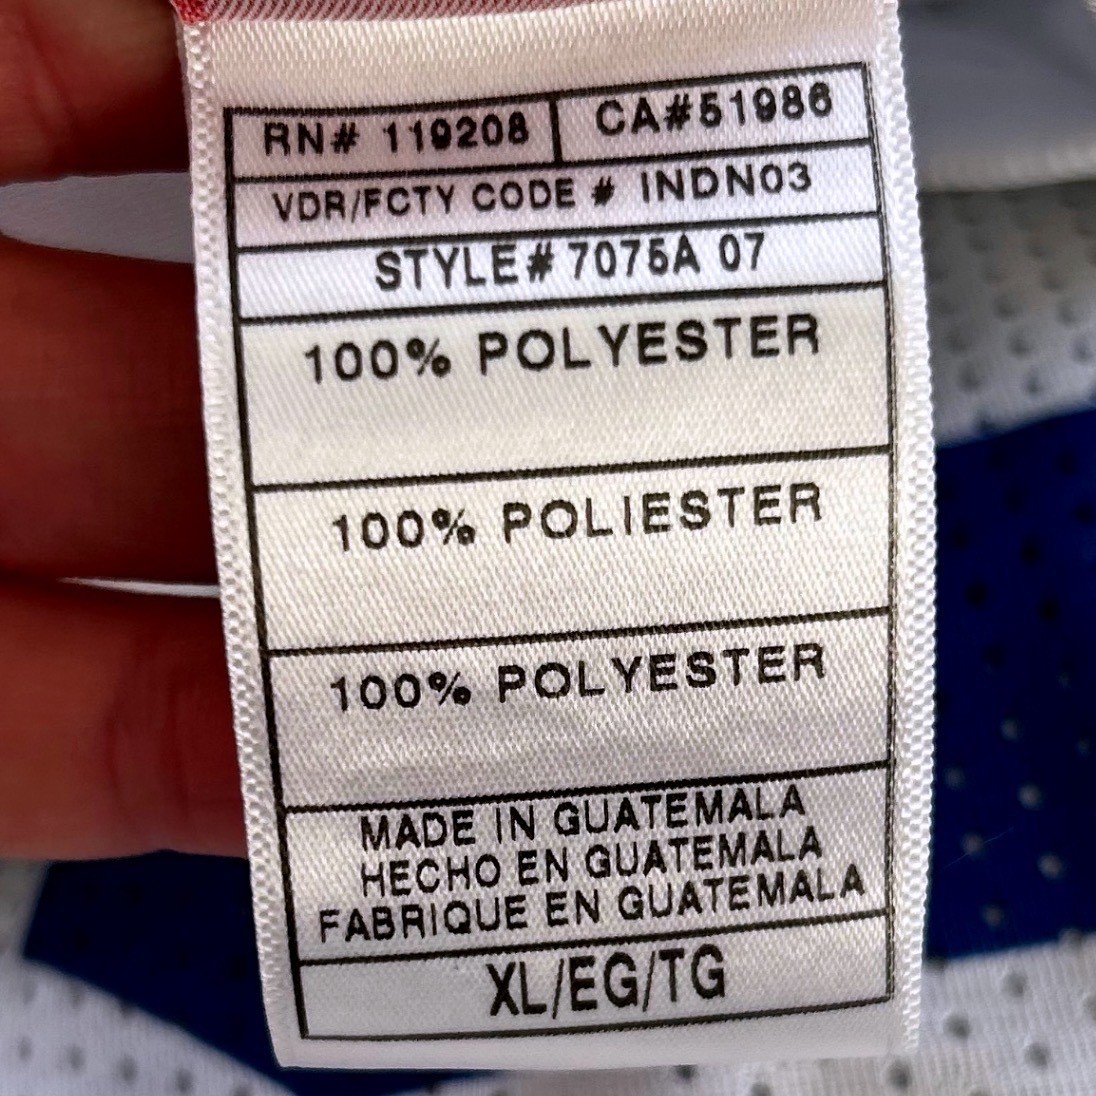 RN# 119208 CA#51986
VDR/FCTY CODE # INDN03
STYLE# 7075A 07
100% POLYESTER
100% POLIESTER
100% POLYESTER
MADE IN GUATEMALA
HECHO EN GUATEMALA
FABRIQUE EN GUATEMALA
XL/EG/TG